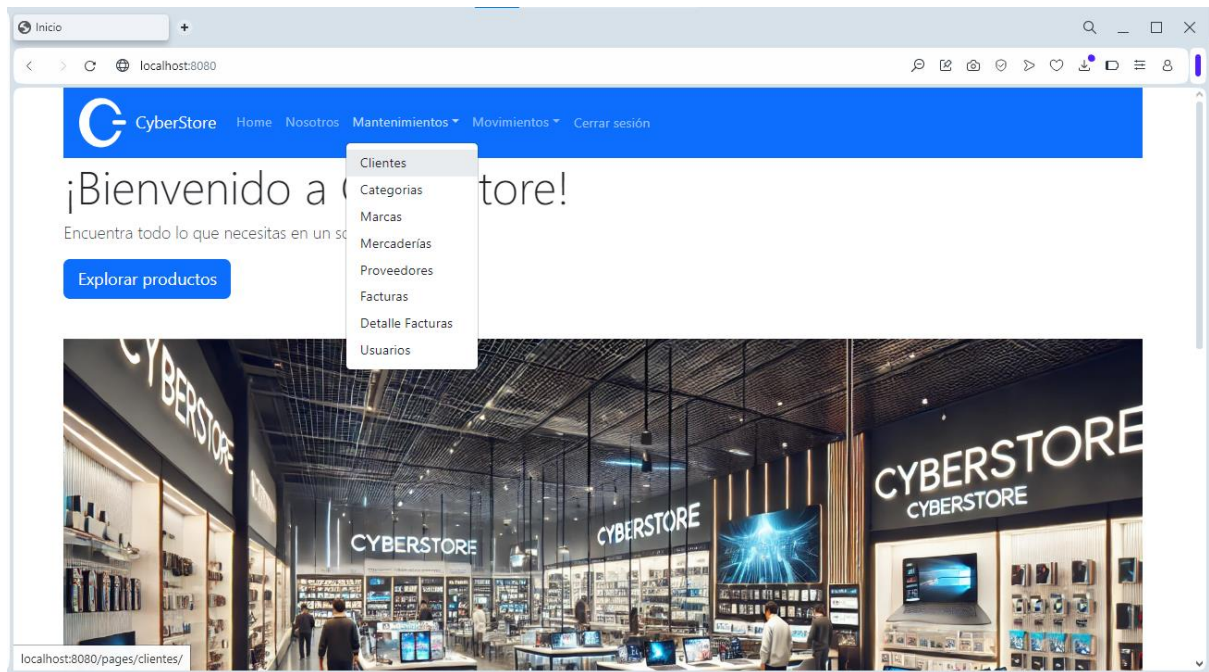 Inicio
localhost:8080
CyberStore Home Nosotros Mantenimientos Movimientos Cerrar sesión
Clientes
Categorias
Marcas
Mercaderías
Proveedores
Facturas
Detalle Facturas
Usuarios
¡Bienvenido a C tore!
Encuentra todo lo que necesitas en un so
Explorar productos
CYBERSTORE
CYBERSTORE
CYBERSTORE
CYBERSTORE
CYBERSTORE
localhost:8080/pages/clientes/